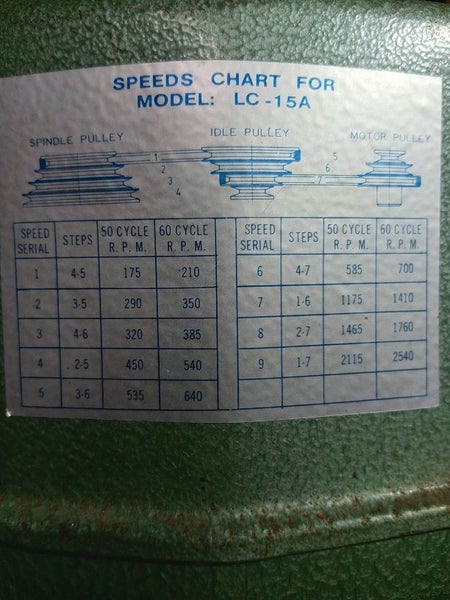 SPEEDS CHART FOR
MODEL: LC-15A
SPINDLE PULLEY IDLE PULLEY MOTOR PULLEY
1 5
2 6
3 7
4
SPEED SERIAL STEPS 50 CYCLE R.P.M. 60 CYCLE R.P.M. SPEED SERIAL STEPS 50 CYCLE R.P.M. 60 CYCLE R.P.M.
1 4-5 175 210 6 4-7 585 700
2 3-5 290 350 7 1-6 1175 1410
3 4-6 320 385 8 2-7 1465 1760
4 2-5 450 540 9 1-7 2115 2540
5 3-6 535 640